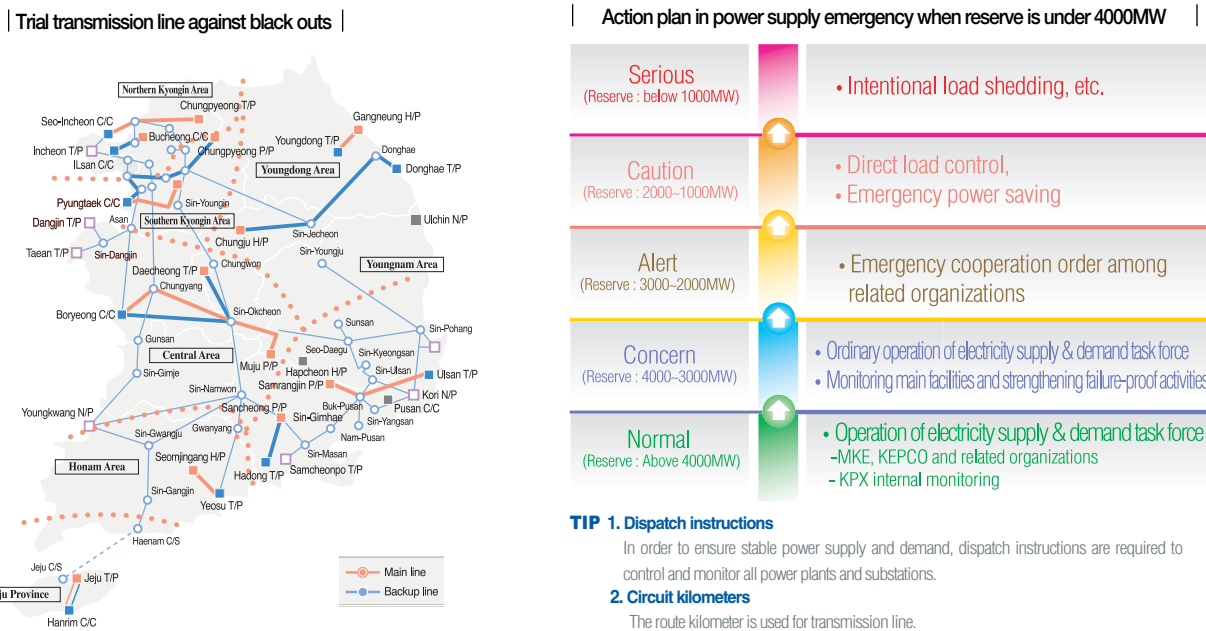 Trial transmission line against black outs
Northern Kyongin Area
Chungpyeong T/P
Seo-Incheon C/C
Bucheong C/C
Incheon T/P
Chungpyeong P/P
ILsan C/C
Gangneung H/P
Youngdong T/P
Donghae
Youngdong Area
Donghae T/P
Pyungtaek C/C
Sin-Youngin
Dangjin T/P
Asan
Southern Kyongin Area
Ulchin N/P
Chungju H/P
Sin-Jecheon
Taean T/P
Sin-Dangjin
Sin-Youngju
Daecheong T/P
Chungwon
Youngnam Area
Chungyang
Boryeong C/C
Sin-Okcheon
Sunsan
Sin-Pohang
Gunsan
Central Area
Seo-Daegu
Sin-Kyeongsan
Muju P/P
Hapcheon H/P
Sin-Ulsan
Ulsan T/P
Sin-Gimje
Samrangjin P/P
Sin-Namwon
Kori N/P
Sancheong P/P
Buk-Pusan
Pusan C/C
Youngkwang N/P
Sin-Gimhae
Sin-Yangsan
Gwanyang
Sin-Gwangju
Nam-Pusan
Seomjingang H/P
Sin-Masan
Honam Area
Hadong T/P
Samcheonpo T/P
Sin-Gangjin
Yeosu T/P
Haenam C/S
Jeju C/S
Jeju T/P
ju Province
Hanrim C/C
Main line
Backup line
Action plan in power supply emergency when reserve is under 4000MW
Serious
(Reserve : below 1000MW)
• Intentional load shedding, etc.
Caution
(Reserve : 2000~1000MW)
• Direct load control,
• Emergency power saving
Alert
(Reserve : 3000~2000MW)
• Emergency cooperation order among
related organizations
Concern
(Reserve : 4000~3000MW)
• Ordinary operation of electricity supply & demand task force
• Monitoring main facilities and strengthening failure-proof activities
Normal
(Reserve : Above 4000MW)
• Operation of electricity supply & demand task force
-MKE, KEPCO and related organizations
- KPX internal monitoring
TIP 1. Dispatch instructions
In order to ensure stable power supply and demand, dispatch instructions are required to
control and monitor all power plants and substations.
2. Circuit kilometers
The route kilometer is used for transmission line.